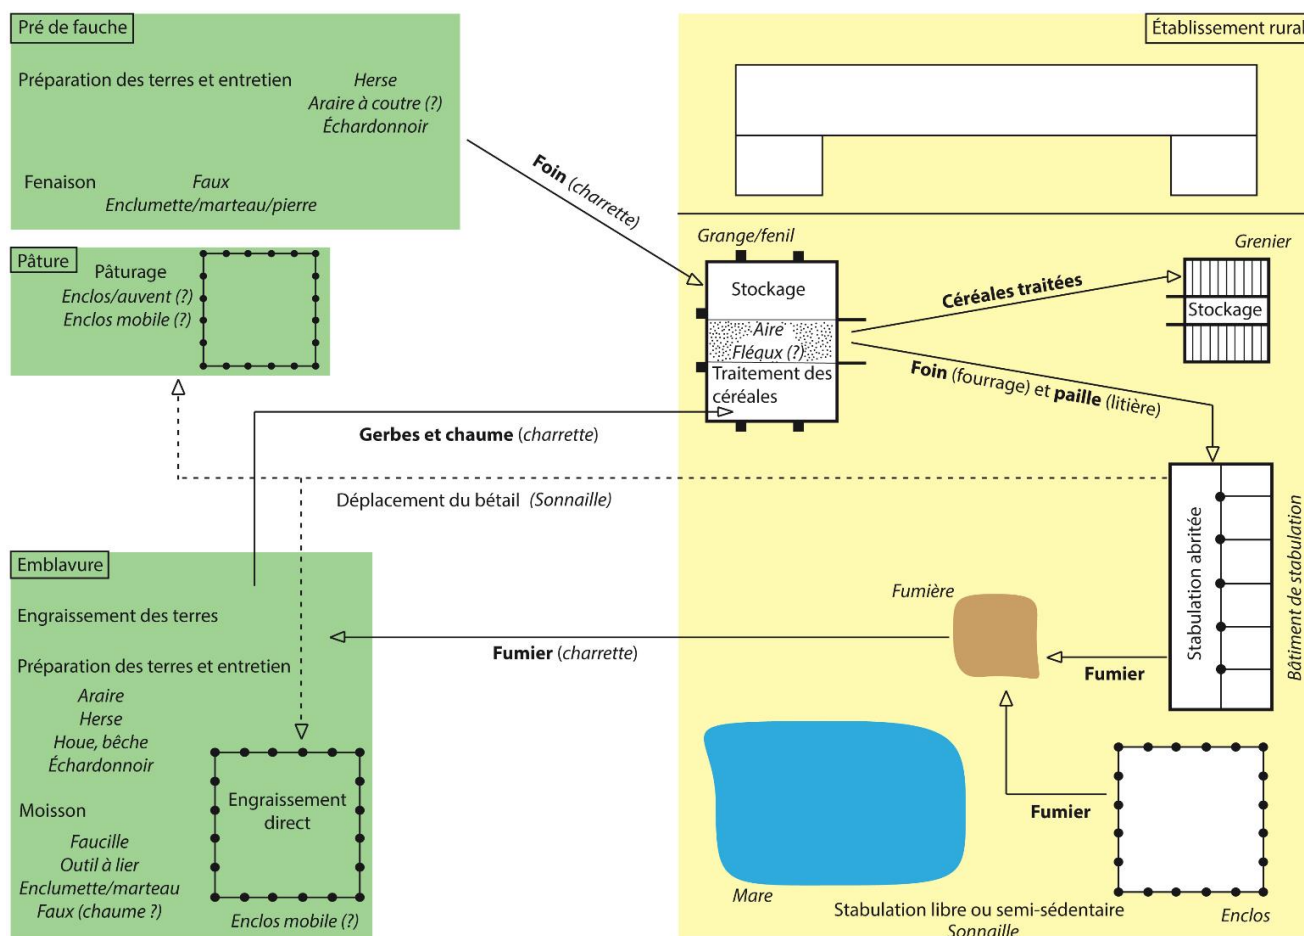 Pré de fauche
Préparation des terres et entretien
Herse
Araire à coutre (?)
Échardonnoir
Fenaison
Faux
Enclumette/marteau/pierre
Foin (charrette)
Pâture
Pâturage
Enclos/auvent (?)
Enclos mobile (?)
Établissement rural
Grange/fenil
Stockage
Aire
Fléaux (?)
Traitement des
céréales
Céréales traitées
Grenier
Stockage
Foin (fourrage) et paille (litière)
Gerbes et chaume (charrette)
Déplacement du bétail (Sonnaille)
Stabulation abritée
Bâtiment de stabulation
Emblavure
Engraissement des terres
Préparation des terres et entretien
Araire
Herse
Houe, bêche
Échardonnoir
Moisson
Faucille
Outil à lier
Enclumette/marteau
Faux (chaume ?)
Engraissement
direct
Enclos mobile (?)
Fumier (charrette)
Fumière
Fumier
Fumier
Mare
Stabulation libre ou semi-sédentaire
Sonnaille
Enclos